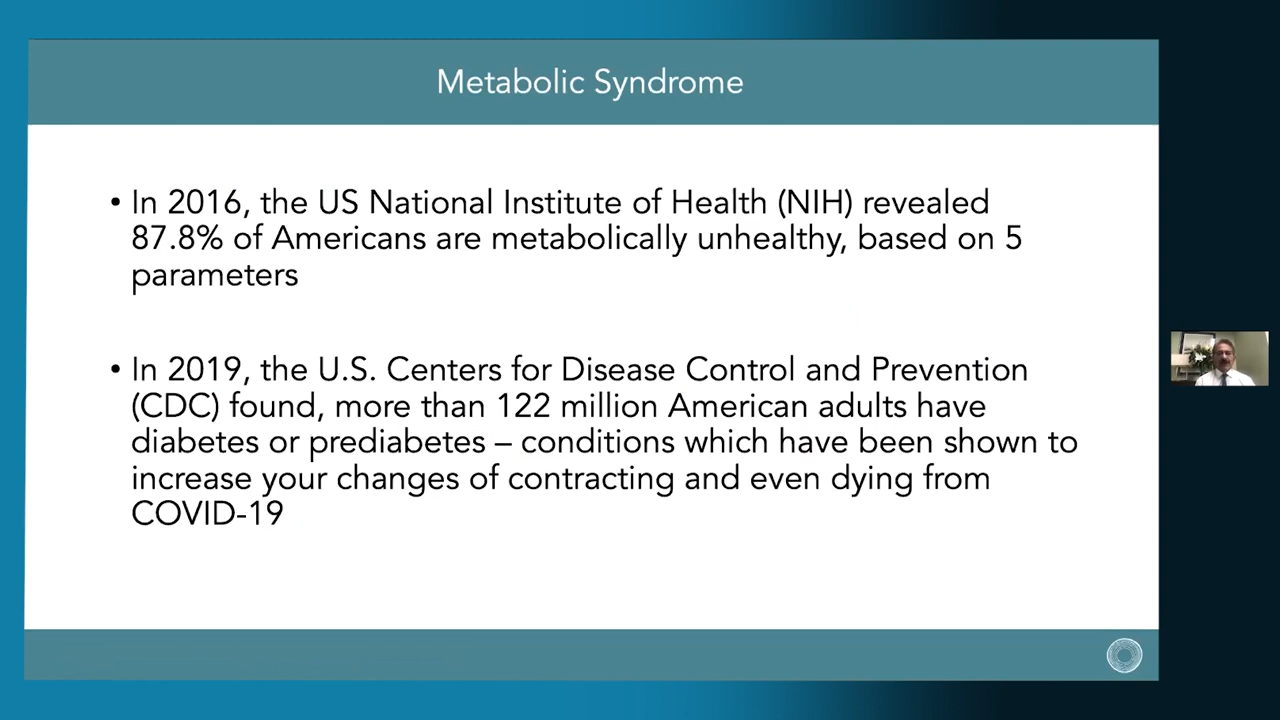 Metabolic Syndrome
• In 2016, the US National Institute of Health (NIH) revealed
87.8% of Americans are metabolically unhealthy, based on 5
parameters
• In 2019, the U.S. Centers for Disease Control and Prevention
(CDC) found, more than 122 million American adults have
diabetes or prediabetes – conditions which have been shown to
increase your changes of contracting and even dying from
COVID-19